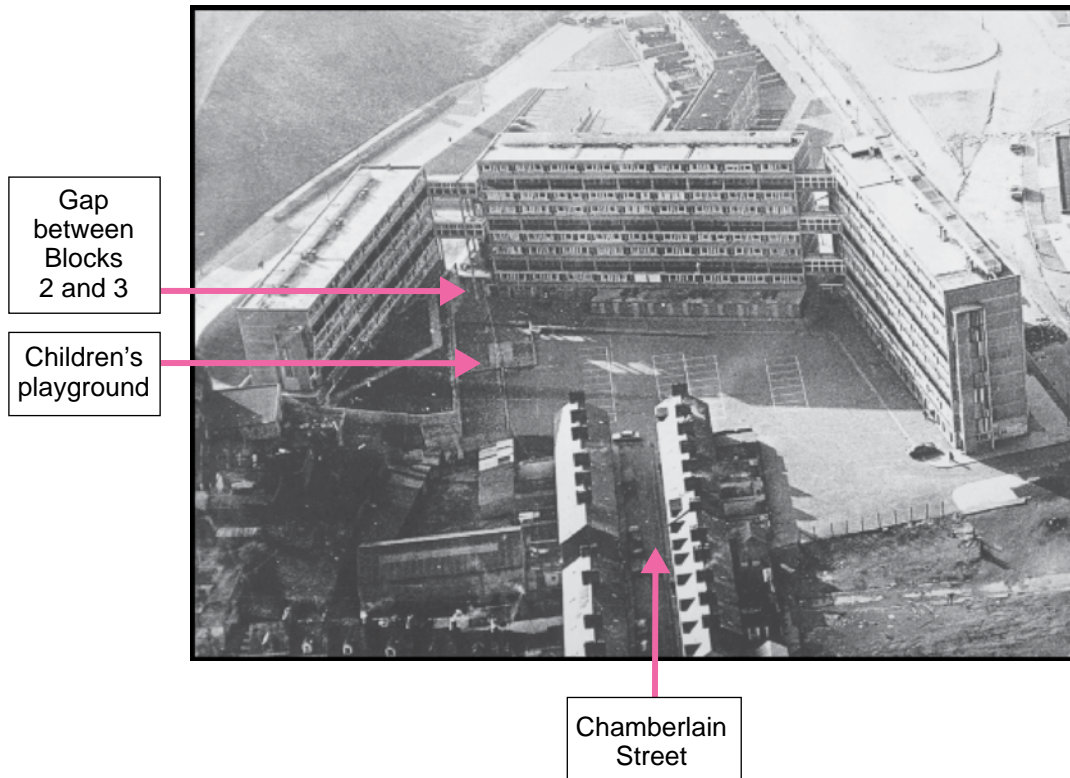 Gap
between
Blocks
2 and 3
Children's
playground
Chamberlain
Street